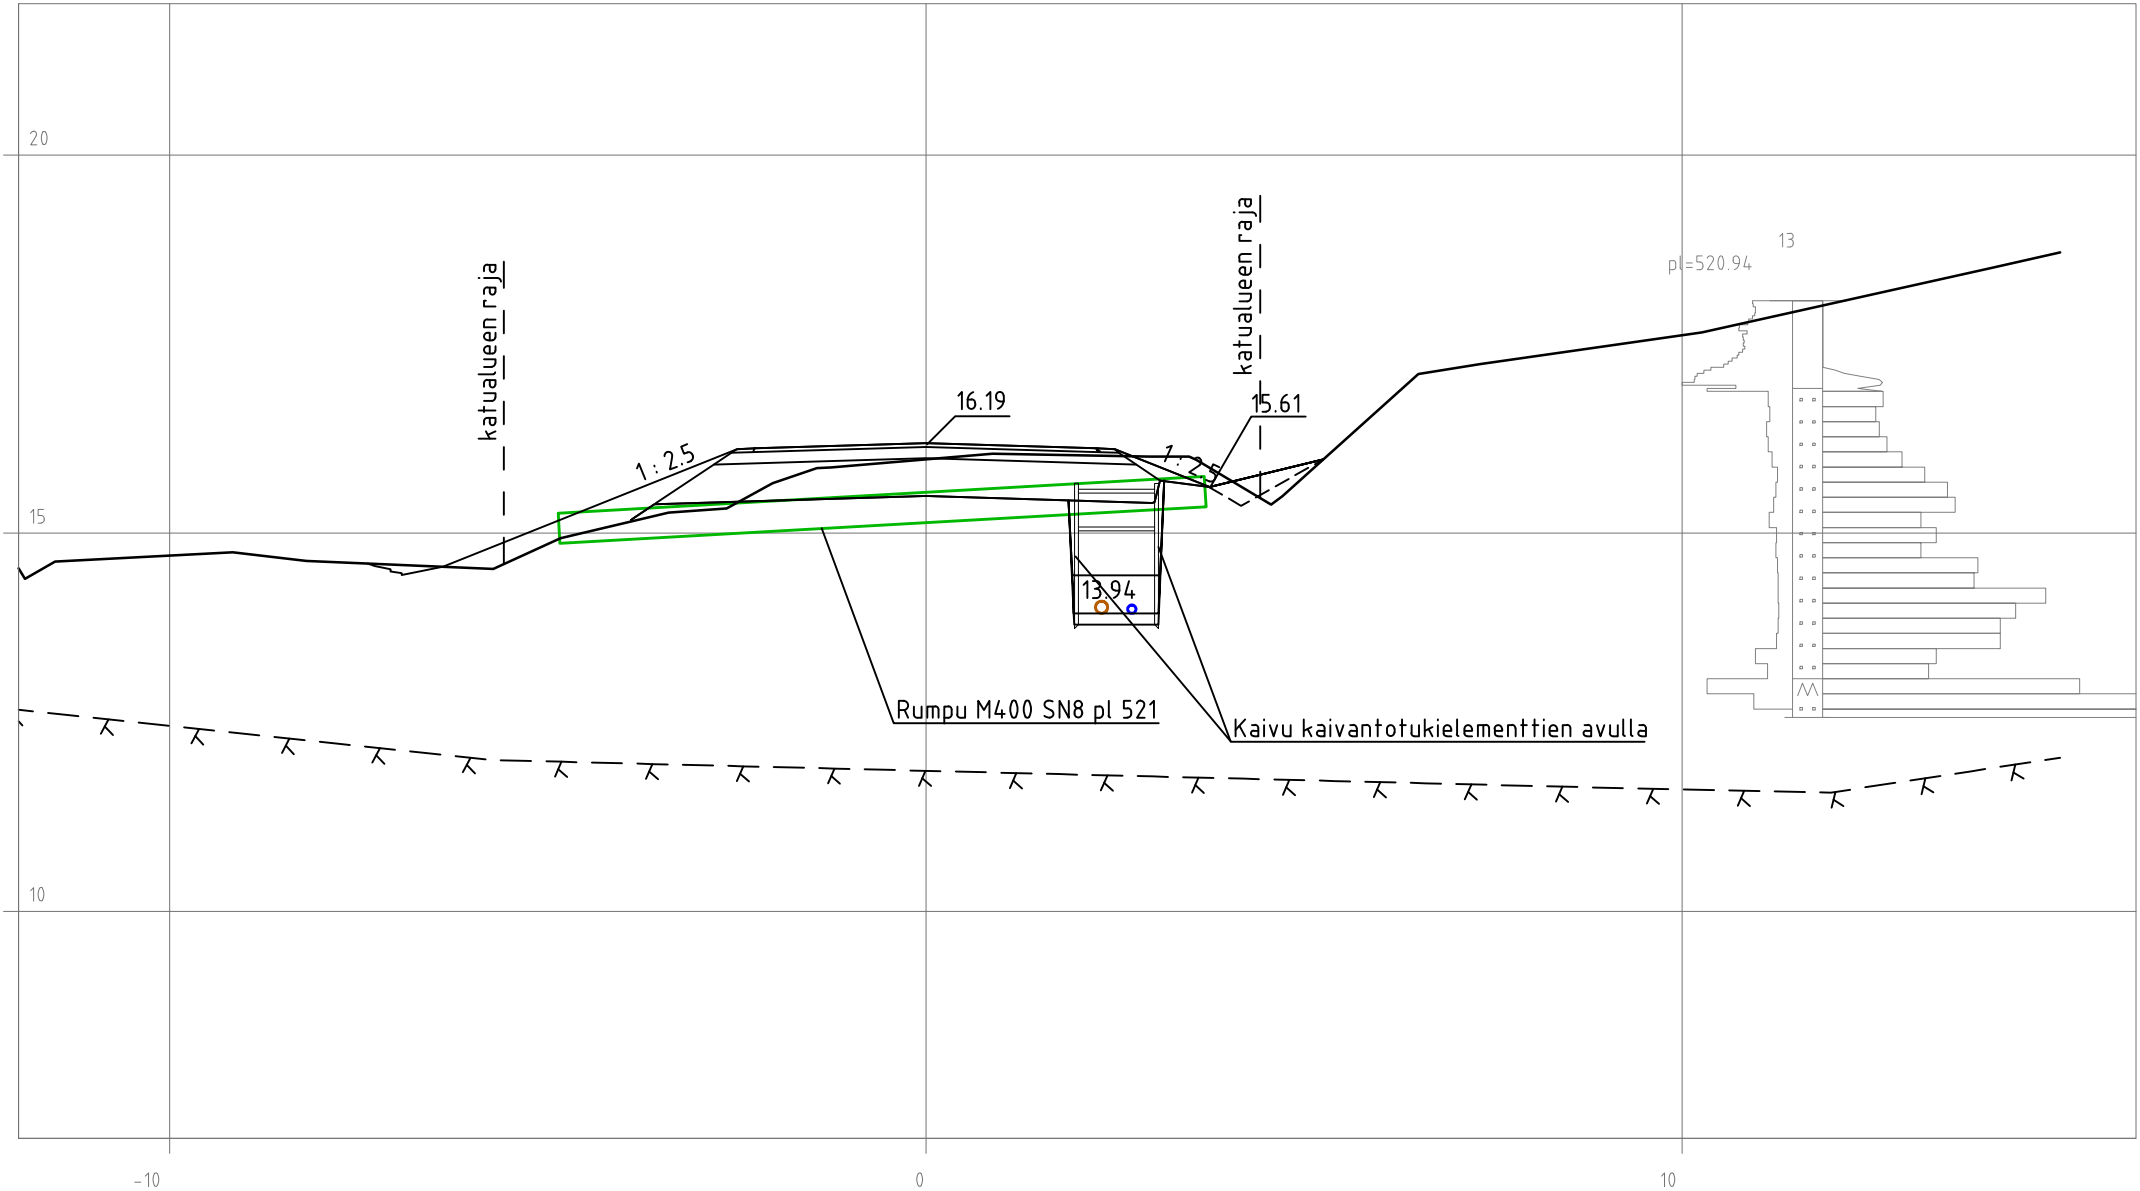 20
13
katualueen raja
pl=520.94
katualueen raja
16.19
15.61
1 : 2.5
1 : 2.5
15
13.94
Rumpu M400 SN8 pl 521
Kaivu kaivantotukielementtien avulla
10
-10
0
10